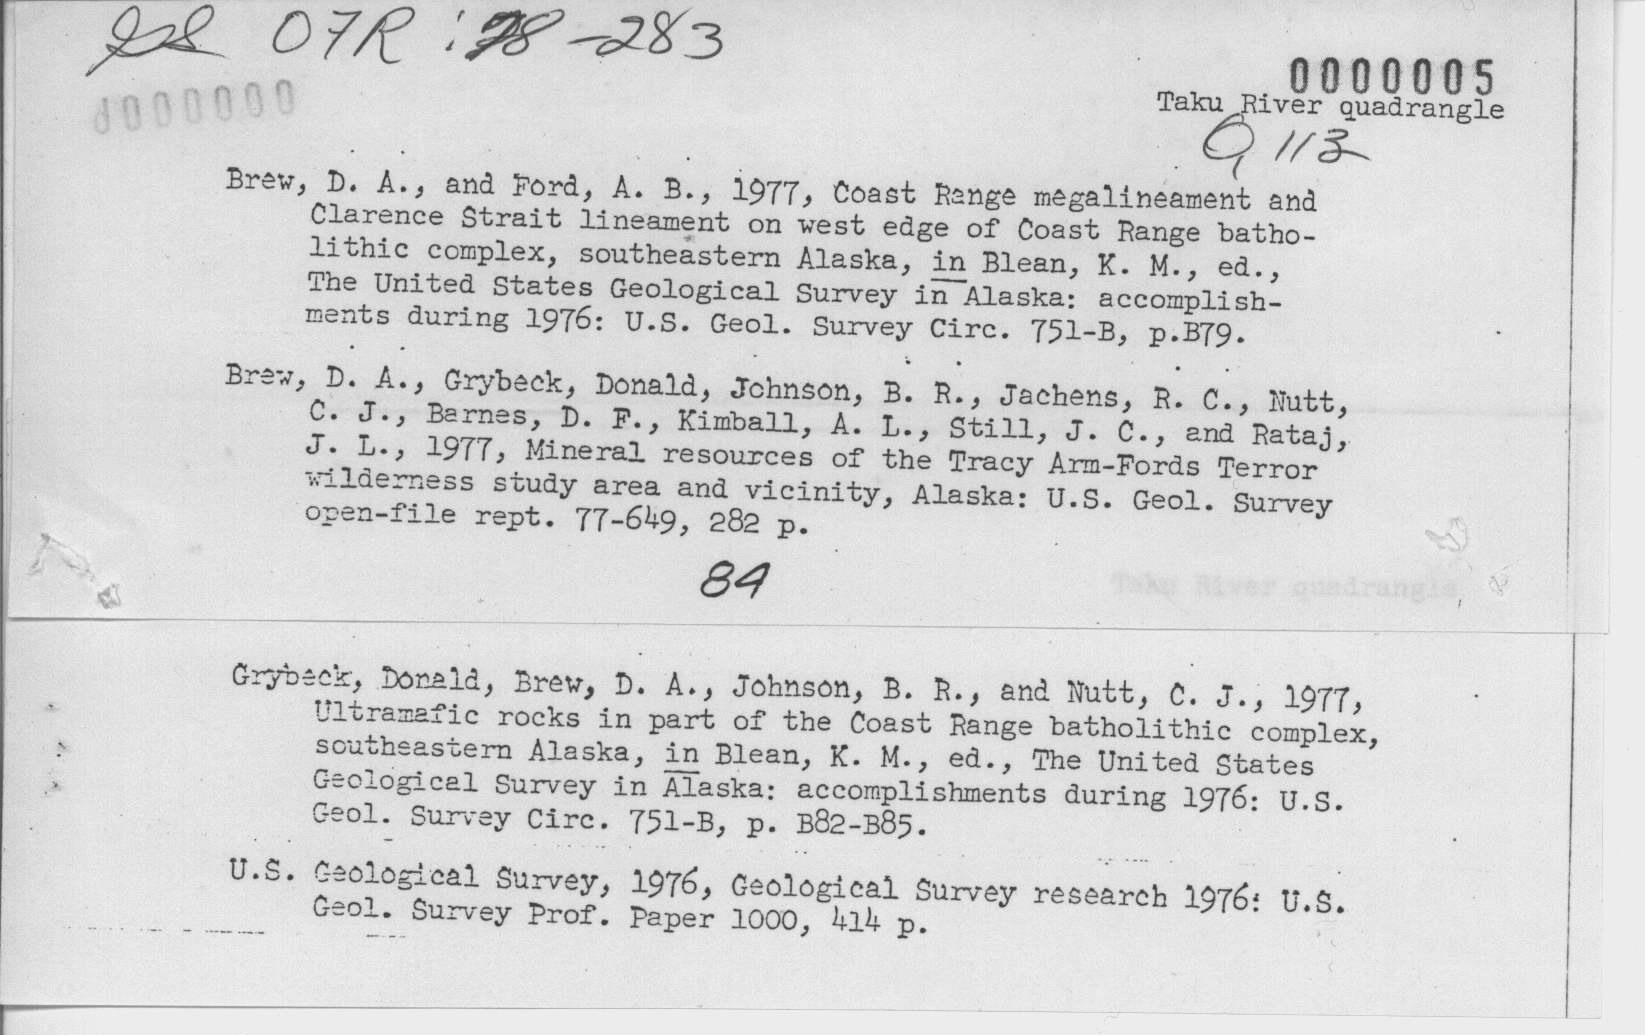 07R : 78-283
0000005
0000000
Taku River quadrangle
Q 113
Brew, D. A., and Ford, A. B., 1977, Coast Range megalineament and
Clarence Strait lineament on west edge of Coast Range batho-
lithic complex, southeastern Alaska, in Blean, K. M., ed.,
The United States Geological Survey in Alaska: accomplish-
ments during 1976: U.S. Geol. Survey Circ. 751-B, p.B79.
Brew, D. A., Grybeck, Donald, Johnson, B. R., Jachens, R. C., Nutt,
C. J., Barnes, D. F., Kimball, A. L., Still, J. C., and Rataj,
J. L., 1977, Mineral resources of the Tracy Arm-Fords Terror
wilderness study area and vicinity, Alaska: U.S. Geol. Survey
open-file rept. 77-649, 282 p.
84
Taku River quadrangle
Grybeck, Donald, Brew, D. A., Johnson, B. R., and Nutt, C. J., 1977,
Ultramafic rocks in part of the Coast Range batholithic complex,
southeastern Alaska, in Blean, K. M., ed., The United States
Geological Survey in Alaska: accomplishments during 1976: U.S.
Geol. Survey Circ. 751-B, p. B82-B85.
U.S. Geological Survey, 1976, Geological Survey research 1976: U.S.
Geol. Survey Prof. Paper 1000, 414 p.